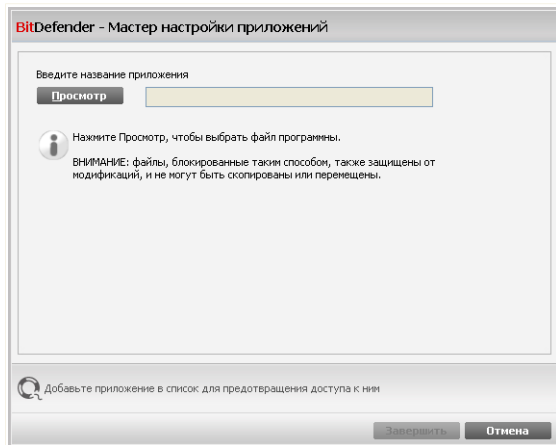 BitDefender - Мастер настройки приложений
Введите название приложения
Просмотр
Нажмите Просмотр, чтобы выбрать файл программны.
ВНИМАНИЕ: файлы, блокированные таким способом, также защищены от
модификаций, и не могут быть скопированы или перемещены.
Добавьте приложение в список для предотвращения доступа к ним
Завершить
Отмена